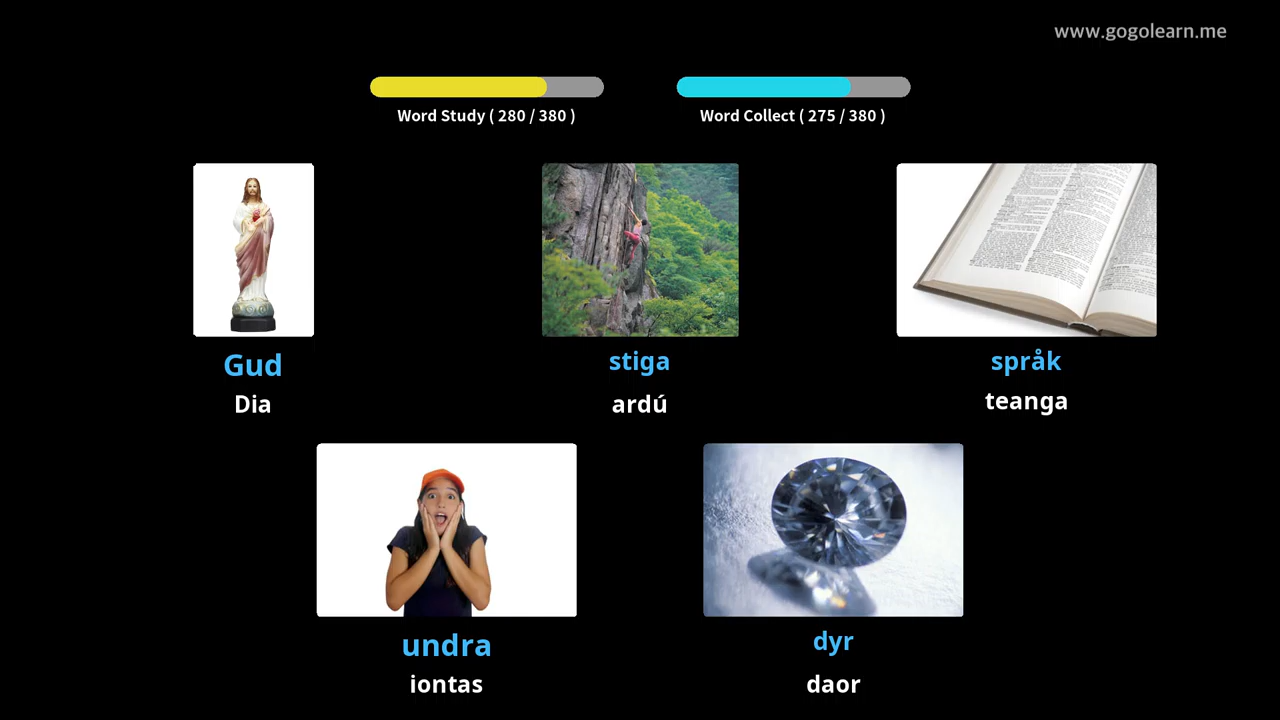 www.gogolearn.me
Word Study ( 280 / 380 )
Word Collect ( 275 / 380 )
Gud
Dia
stiga
ardú
språk
teanga
undra
iontas
dyr
daor